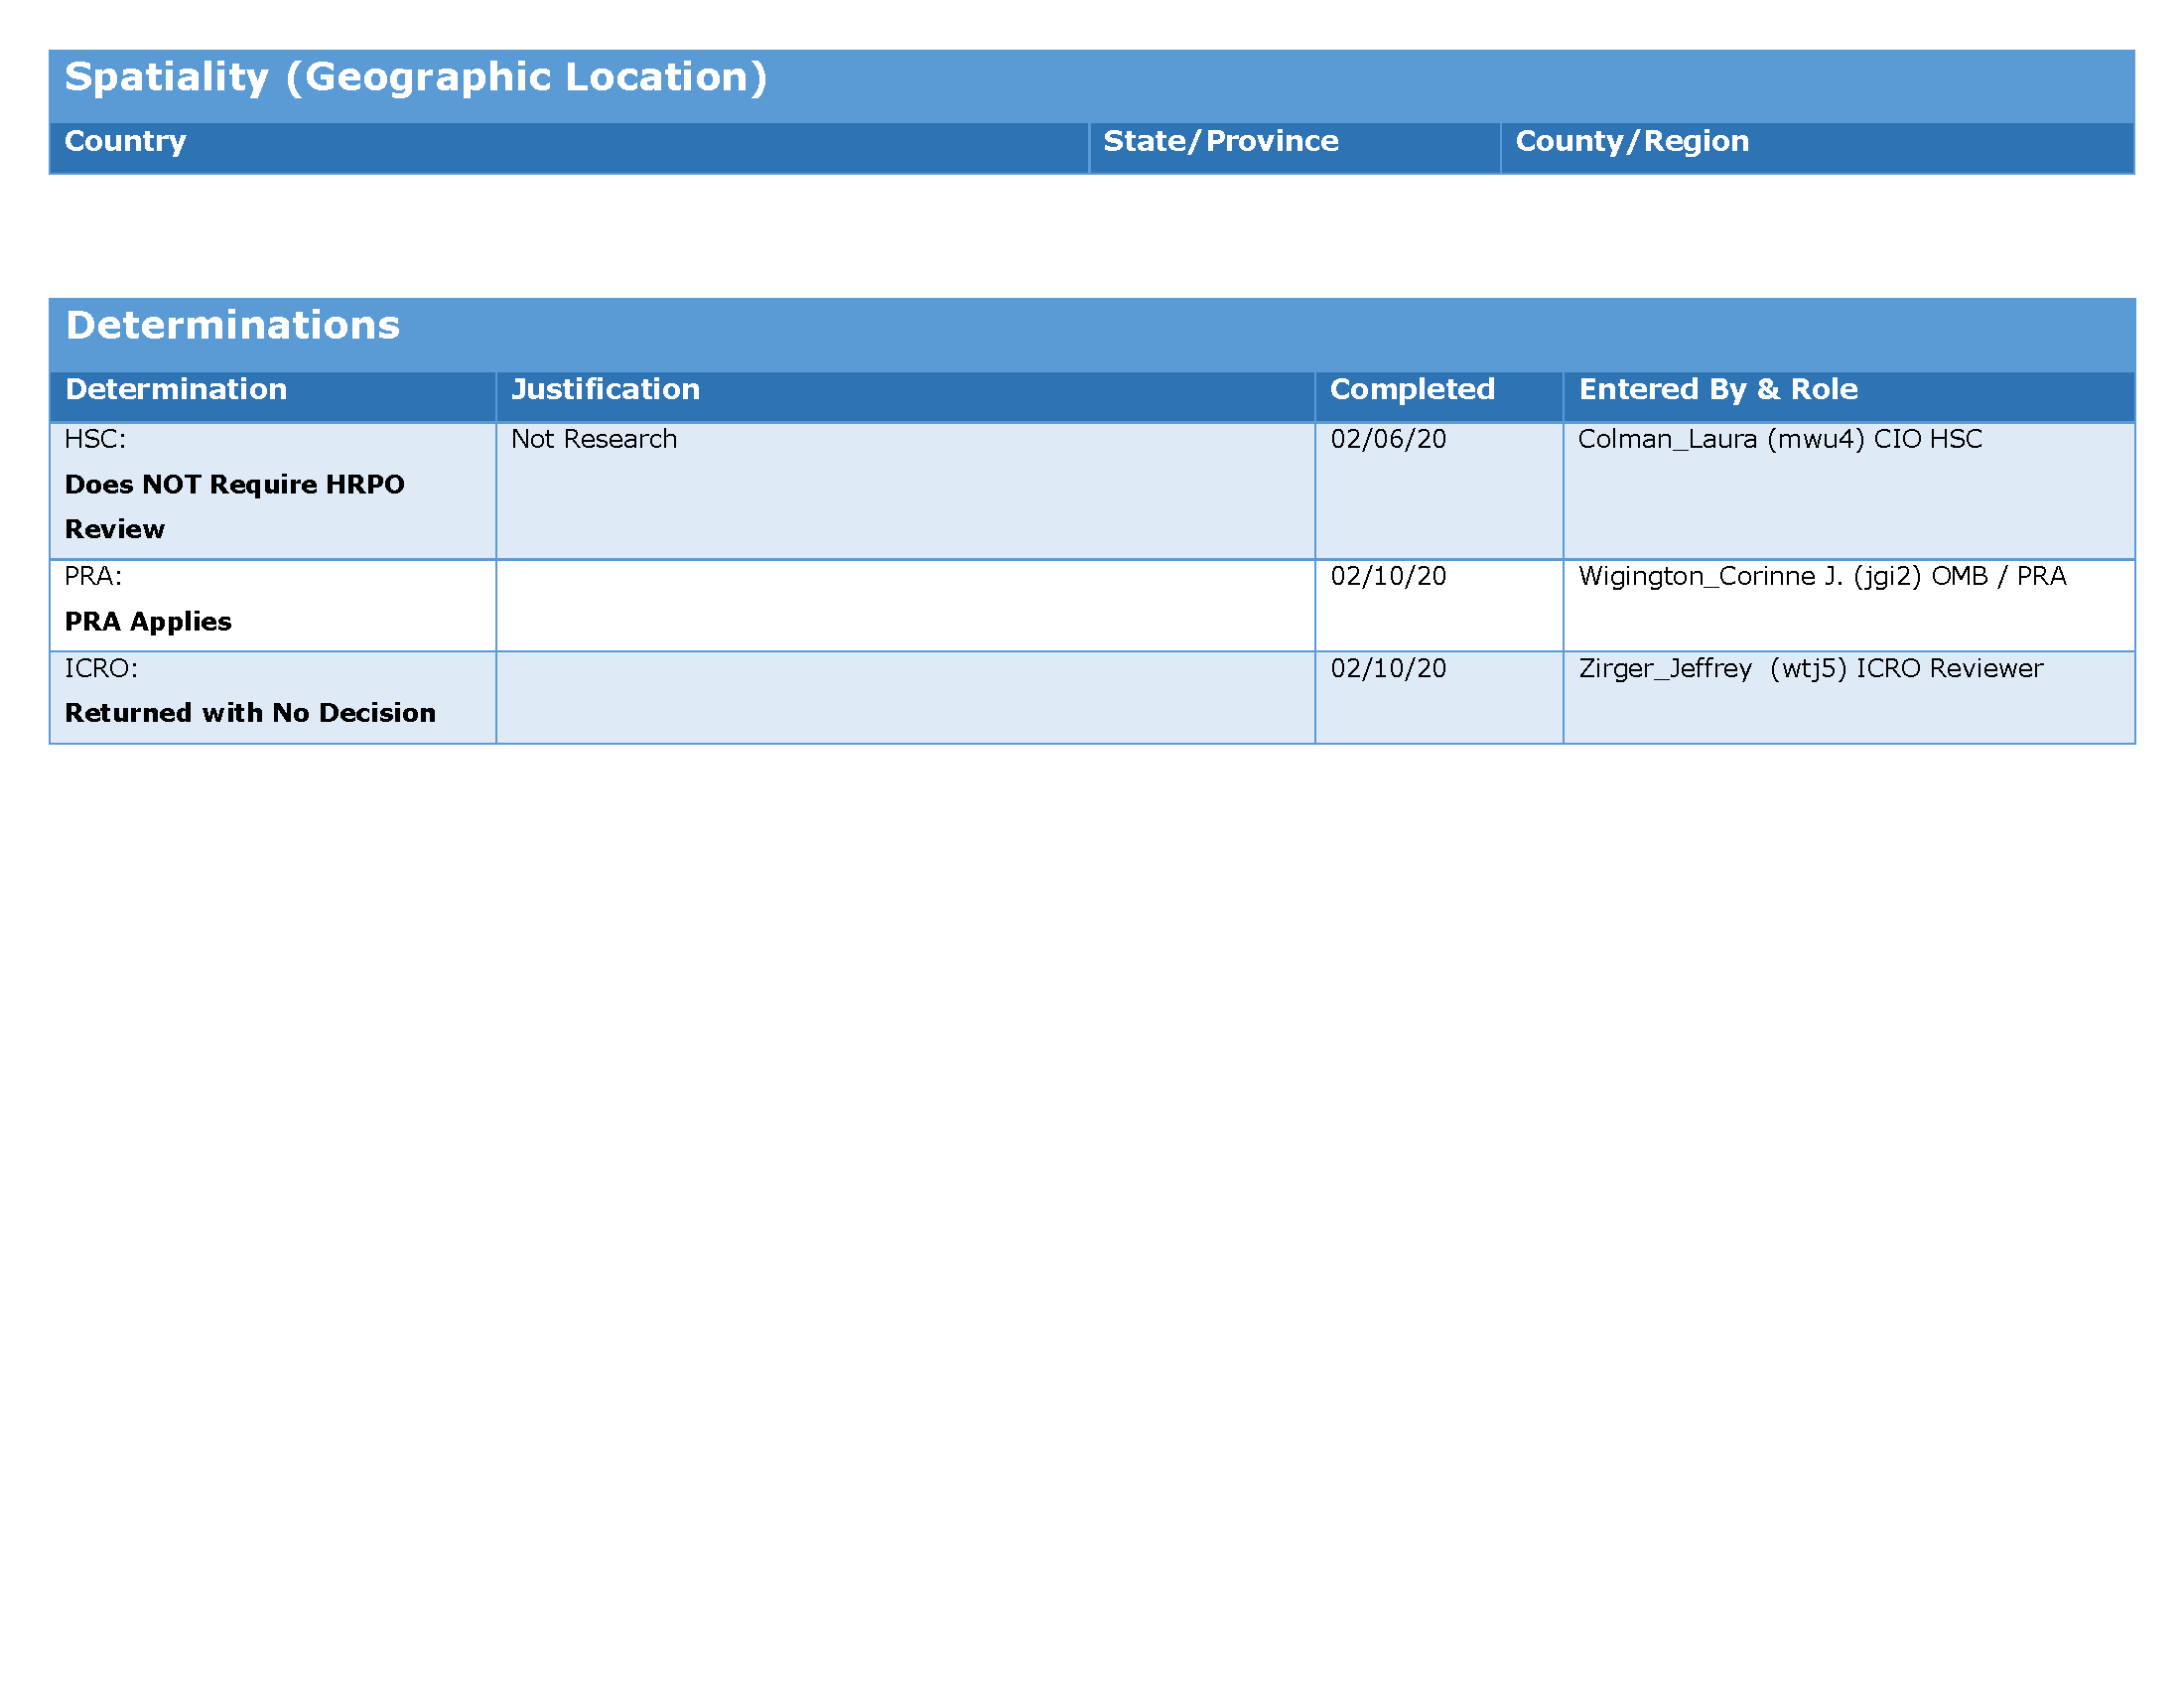 Spatiality (Geographic Location)
Country State/Province County/Region
Determinations
Determination Justification Completed Entered By & Role
HSC: Not Research 02/06/20 Colman_Laura (mwu4) CIO HSC
Does NOT Require HRPO
Review
PRA: 02/10/20 Wigington_Corinne J. (jgi2) OMB / PRA
PRA Applies
ICRO: 02/10/20 Zirger_Jeffrey  (wtj5) ICRO Reviewer
Returned with No Decision